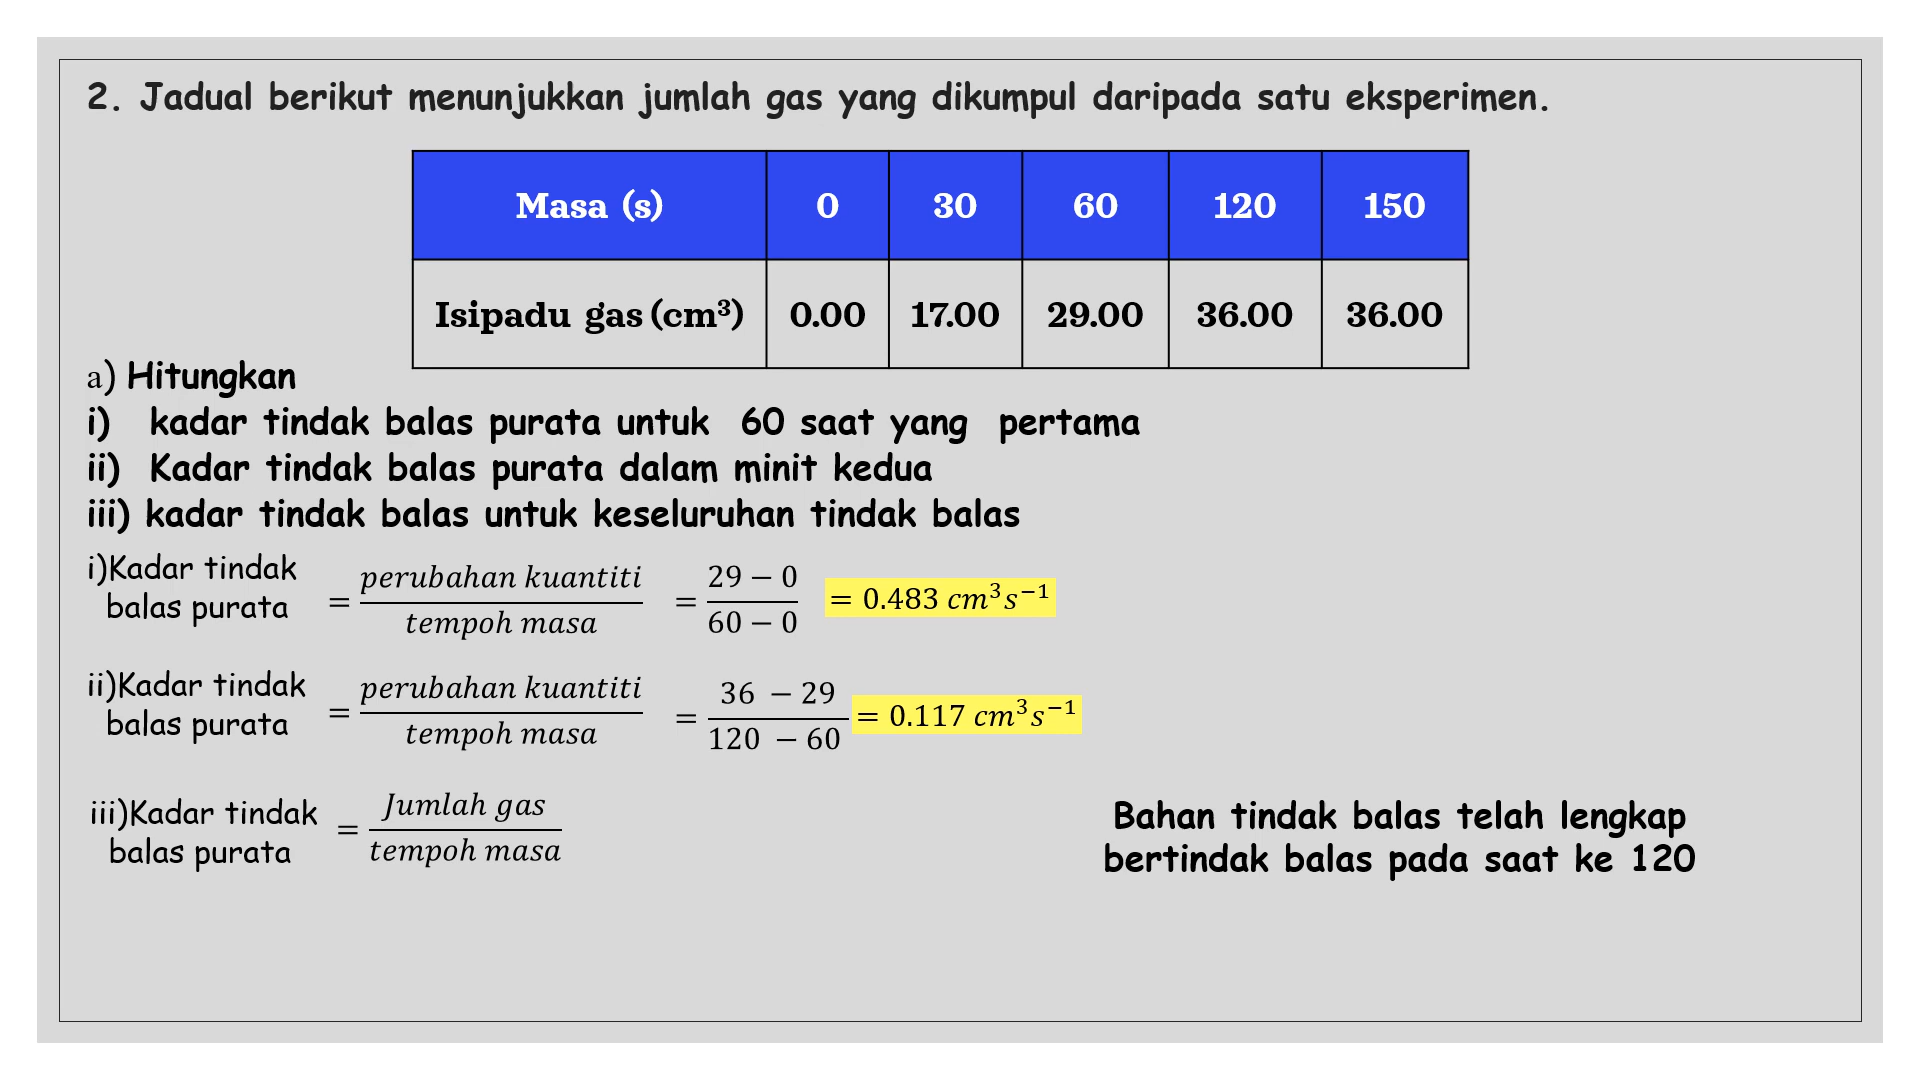 2. Jadual berikut menunjukkan jumlah gas yang dikumpul daripada satu eksperimen.
Masa (s) 0 30 60 120 150
Isipadu gas (cm³) 0.00 17.00 29.00 36.00 36.00
a) Hitungkan
i) kadar tindak balas purata untuk 60 saat yang pertama
ii) Kadar tindak balas purata dalam minit kedua
iii) kadar tindak balas untuk keseluruhan tindak balas
i)Kadar tindak
balas purata
= perubahan kuantiti / tempoh masa = 29 − 0 / 60 − 0 = 0.483 cm³s⁻¹
ii)Kadar tindak
balas purata
= perubahan kuantiti / tempoh masa = 36 − 29 / 120 − 60 = 0.117 cm³s⁻¹
iii)Kadar tindak
balas purata
= Jumlah gas / tempoh masa
Bahan tindak balas telah lengkap
bertindak balas pada saat ke 120